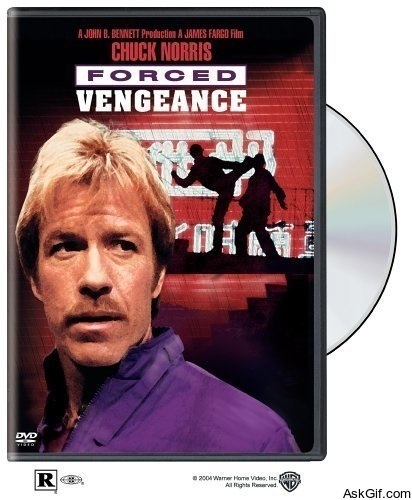 A JOHN B. BENNETT Production A JAMES FARGO Film
CHUCK NORRIS
FORCED
VENGEANCE
DVD
VIDEO
R
© 2004 Warner Home Video, Inc.
All Rights Reserved.
WB
AskGif.com